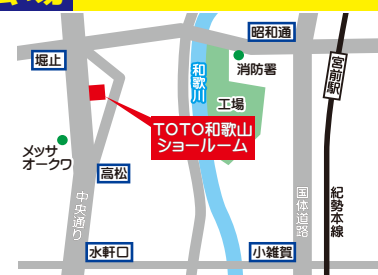 昭和通
堀止
消防署
宮前駅
和歌川
工場
TOTO和歌山
ショールーム
メッサ
オークワ
高松
中央通り
国体道路
紀勢本線
水軒口
小雑賀